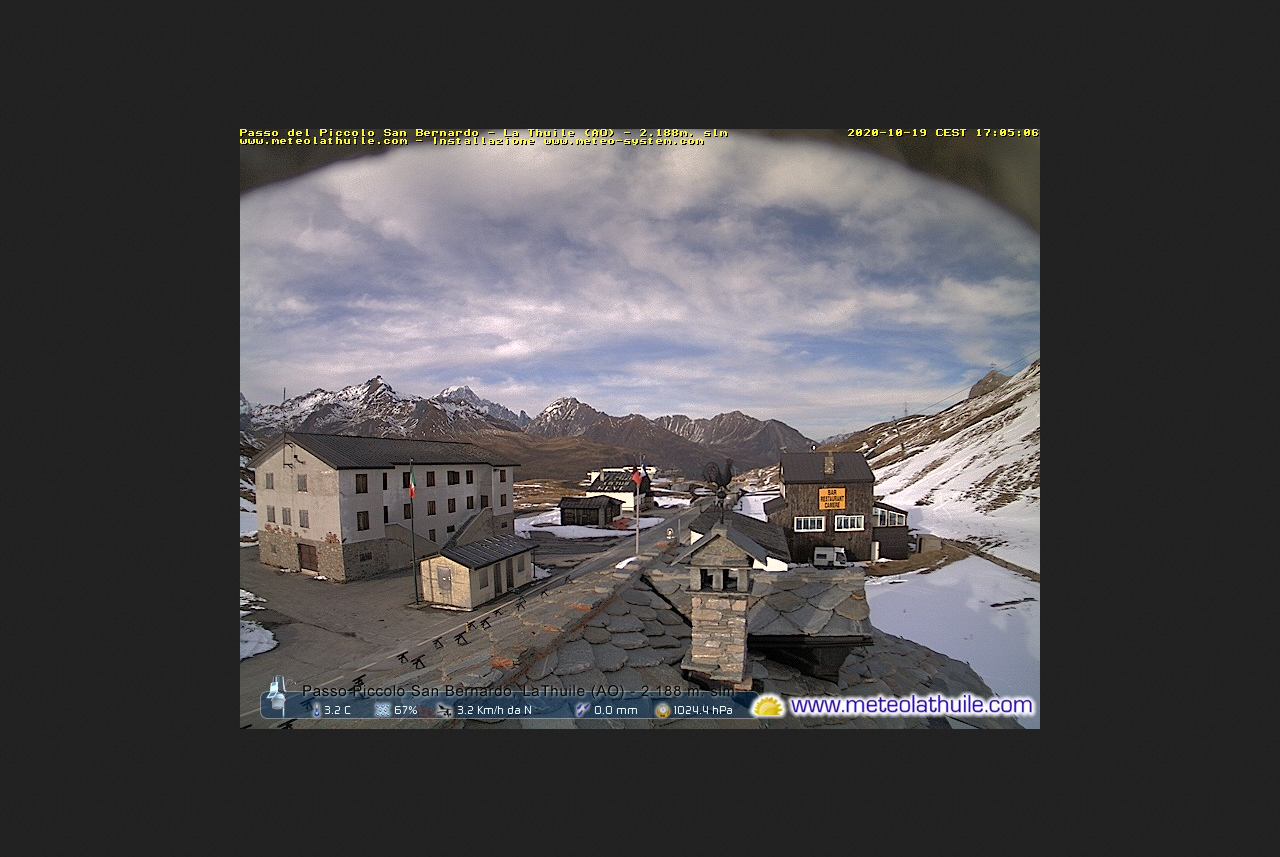 Passo del Piccolo San Bernardo - La Thuile (AO) - 2.188m. slm
2020-10-19 CEST 17:05:06
www.meteolathuile.com - Installazione www.meteo-system.com
BAR
RESTAURANT
CAMERE
Passo Piccolo San Bernardo, LaThuile (AO) - 2.188 m. slm
3.2 C 67% 3.2 Km/h da N 0.0 mm 1024.4 hPa
www.meteolathuile.com